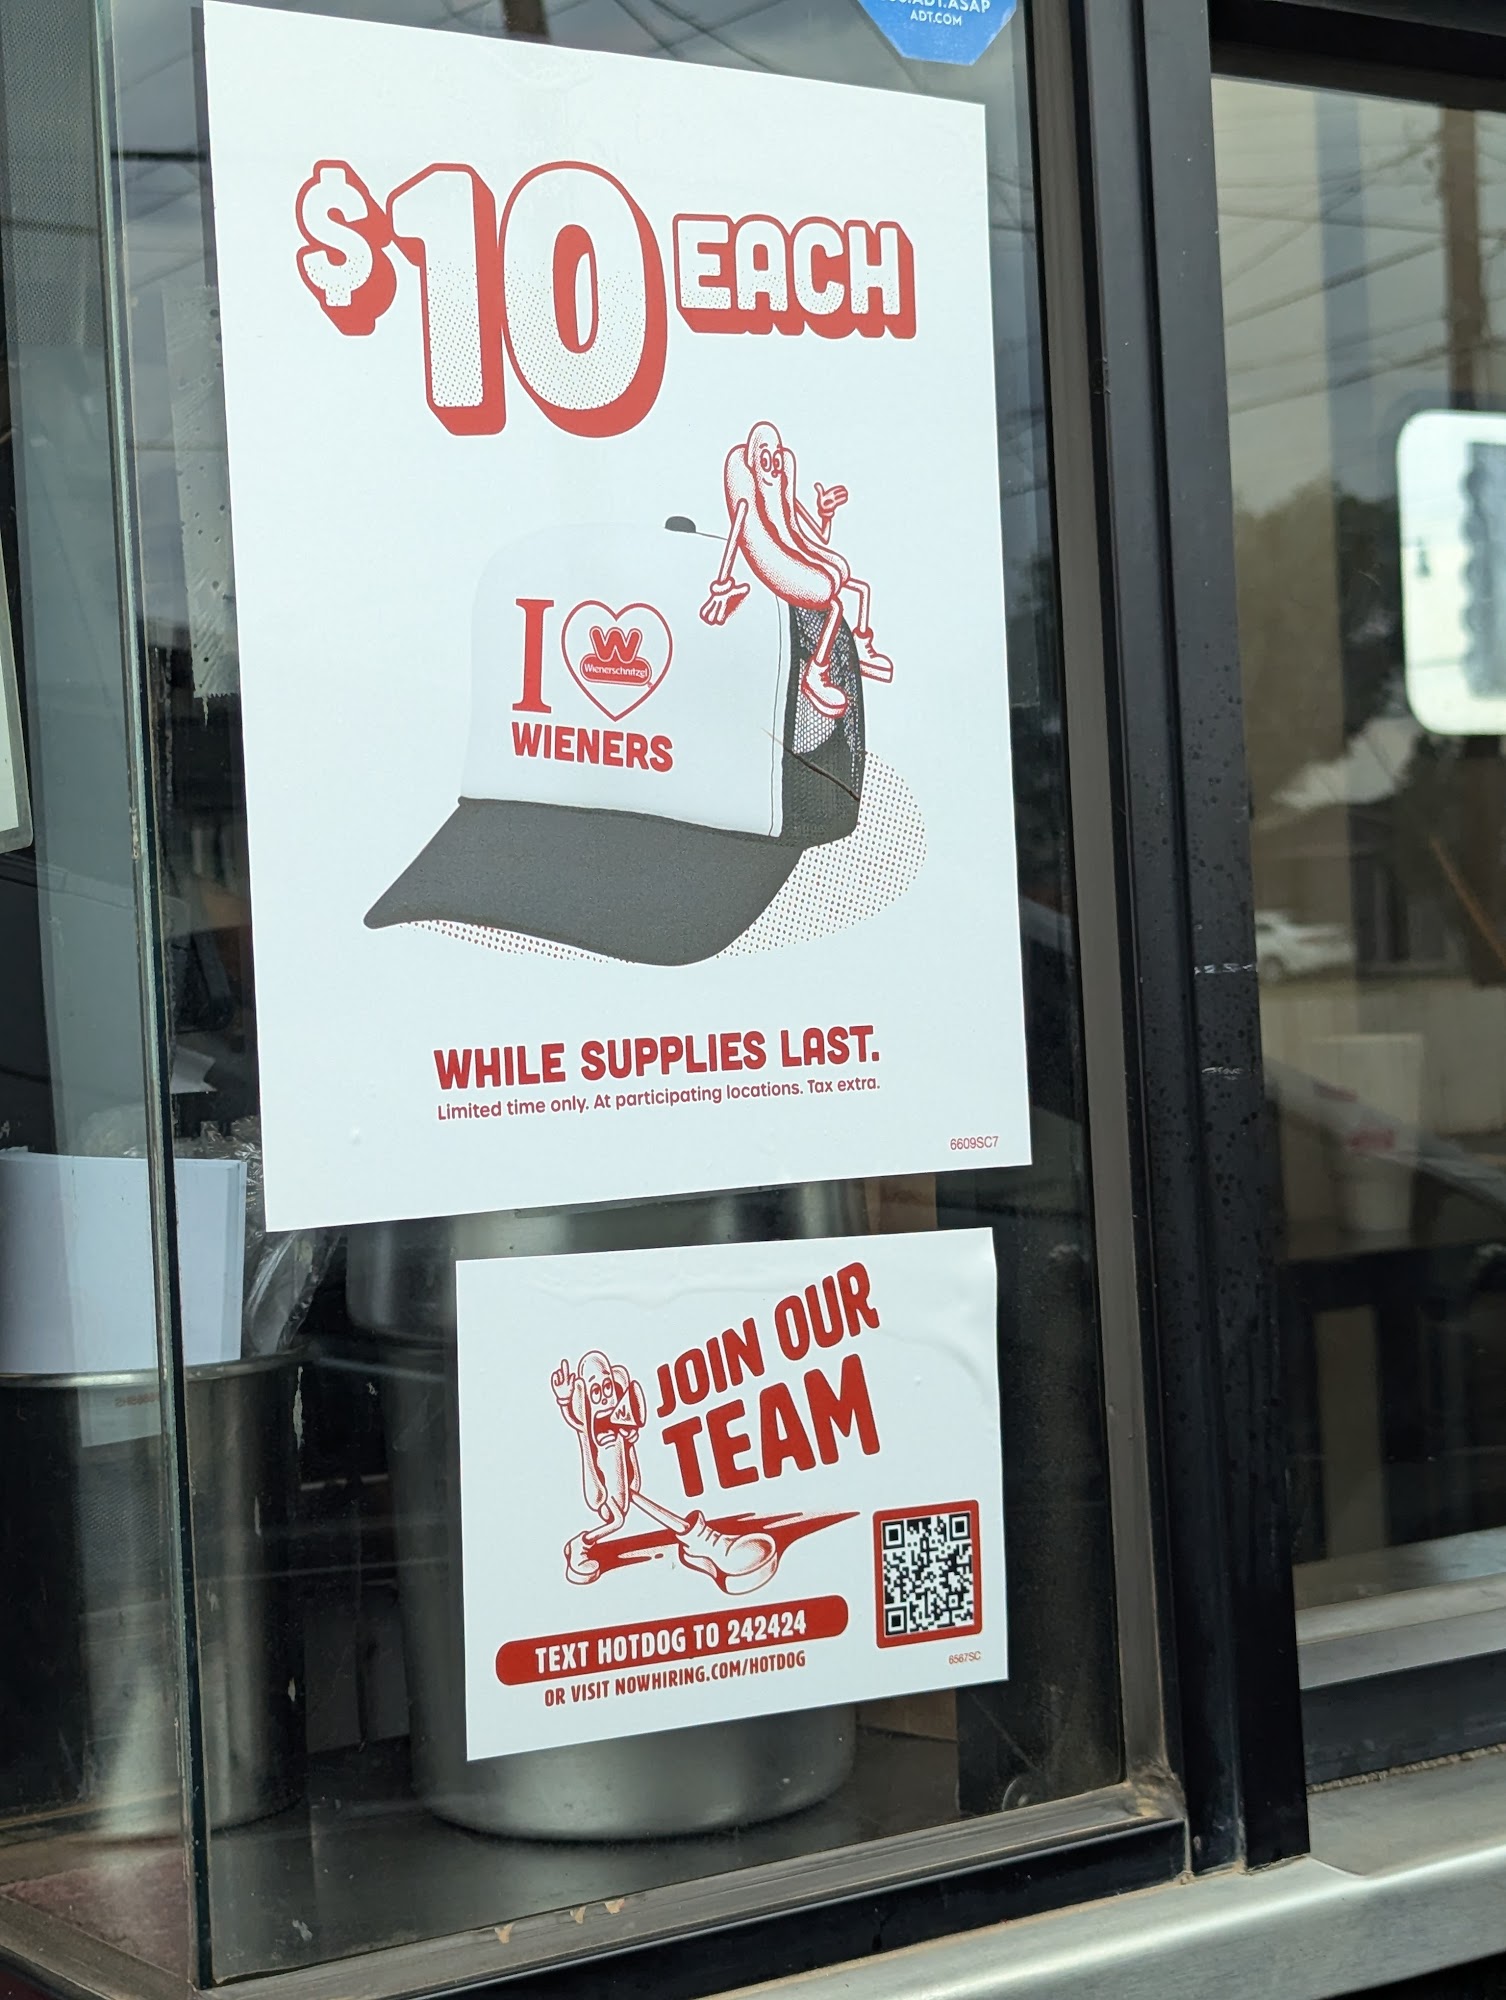 ADT.COM
$10 EACH
I W
Wienerschnitzel
WIENERS
WHILE SUPPLIES LAST.
Limited time only. At participating locations. Tax extra.
6609SC7
JOIN OUR
TEAM
W
TEXT HOTDOG TO 242424
OR VISIT NOWHIRING.COM/HOTDOG
6567SC